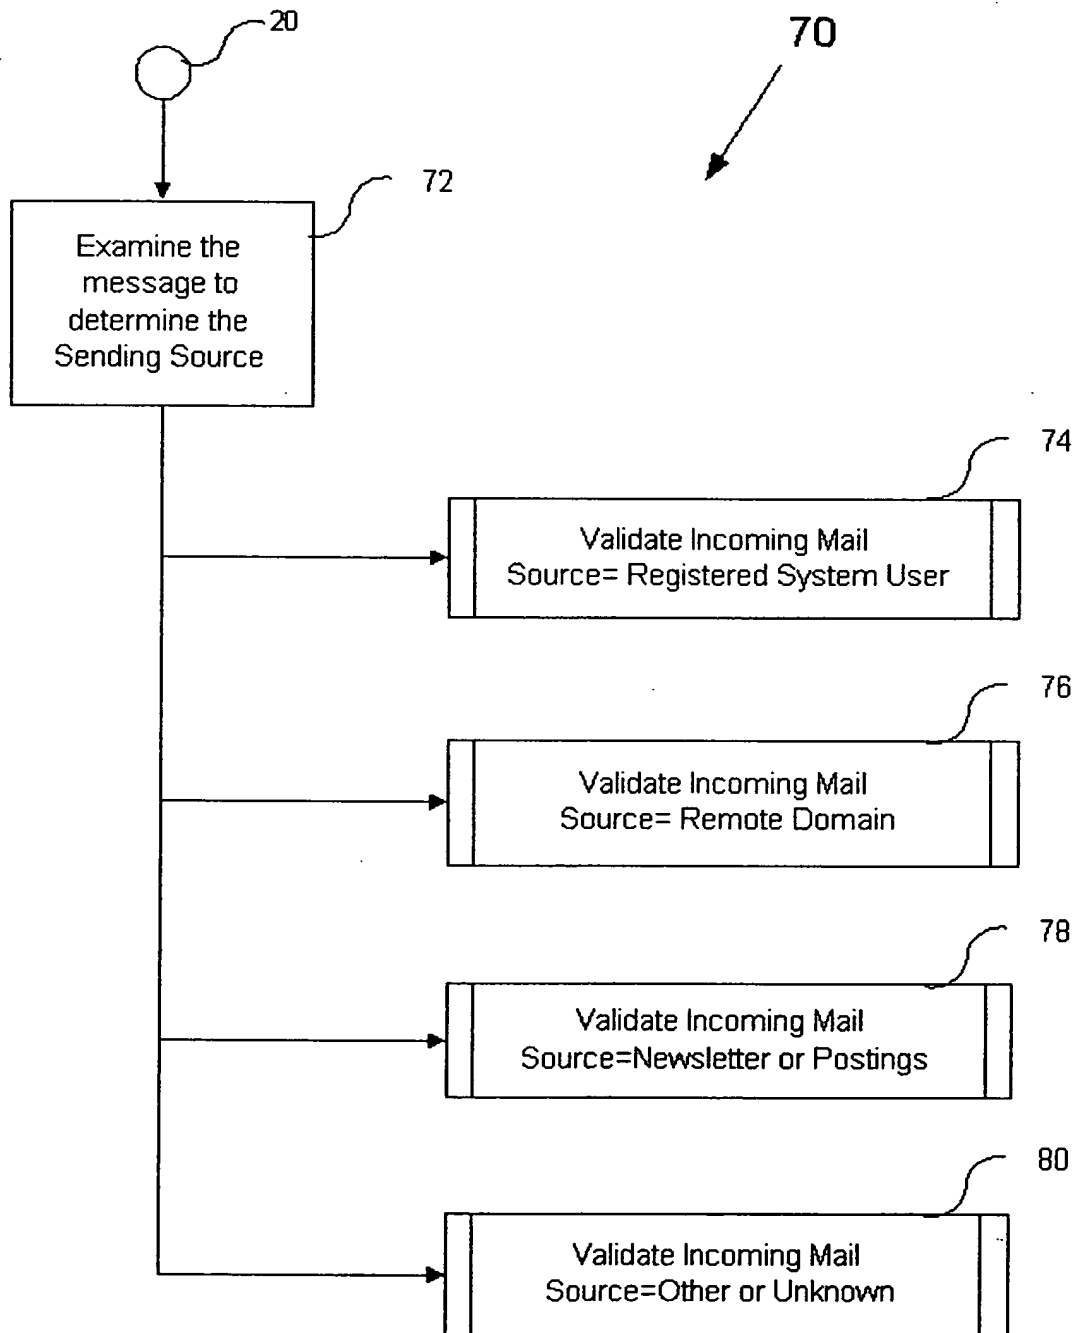 20
70
72
Examine the
message to
determine the
Sending Source
74
Validate Incoming Mail
Source= Registered System User
76
Validate Incoming Mail
Source= Remote Domain
78
Validate Incoming Mail
Source=Newsletter or Postings
80
Validate Incoming Mail
Source=Other or Unknown